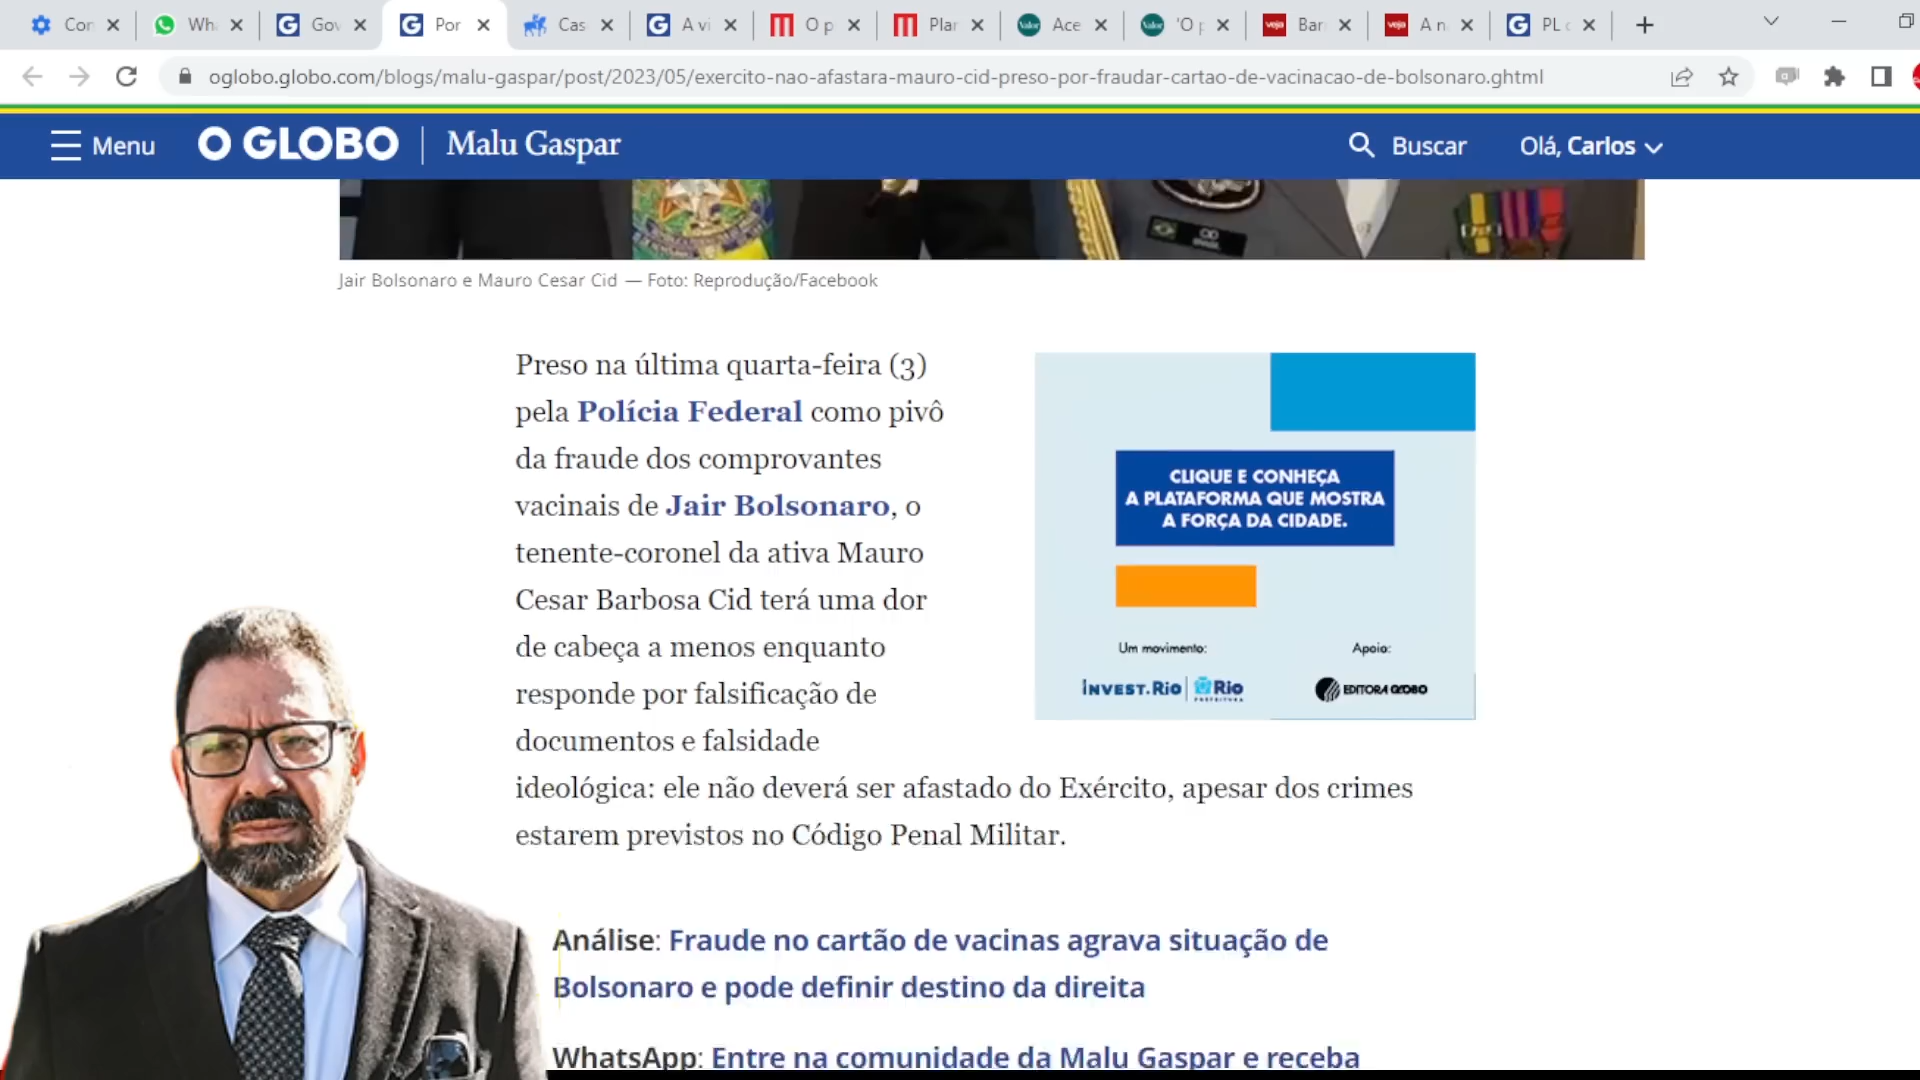 Con
Wh
Gov
Por
Cas
A vi
O p
Plar
Valor
Ace
Valor
'O p
veja
Bar
veja
A n
PL
oglobo.globo.com/blogs/malu-gaspar/post/2023/05/exercito-nao-afastara-mauro-cid-preso-por-fraudar-cartao-de-vacinacao-de-bolsonaro.ghtml
Menu
O GLOBO
Malu Gaspar
Buscar
Olá, Carlos
CID
Jair Bolsonaro e Mauro Cesar Cid — Foto: Reprodução/Facebook
Preso na última quarta-feira (3)
pela Polícia Federal como pivô
da fraude dos comprovantes
vacinais de Jair Bolsonaro, o
tenente-coronel da ativa Mauro
Cesar Barbosa Cid terá uma dor
de cabeça a menos enquanto
responde por falsificação de
documentos e falsidade
ideológica: ele não deverá ser afastado do Exército, apesar dos crimes
estarem previstos no Código Penal Militar.
CLIQUE E CONHEÇA
A PLATAFORMA QUE MOSTRA
A FORÇA DA CIDADE.
Um movimento:
Apoio:
INVEST.RIO
Rio
PREFEITURA
EDITORA GLOBO
Análise: Fraude no cartão de vacinas agrava situação de
Bolsonaro e pode definir destino da direita
WhatsApp: Entre na comunidade da Malu Gaspar e receba